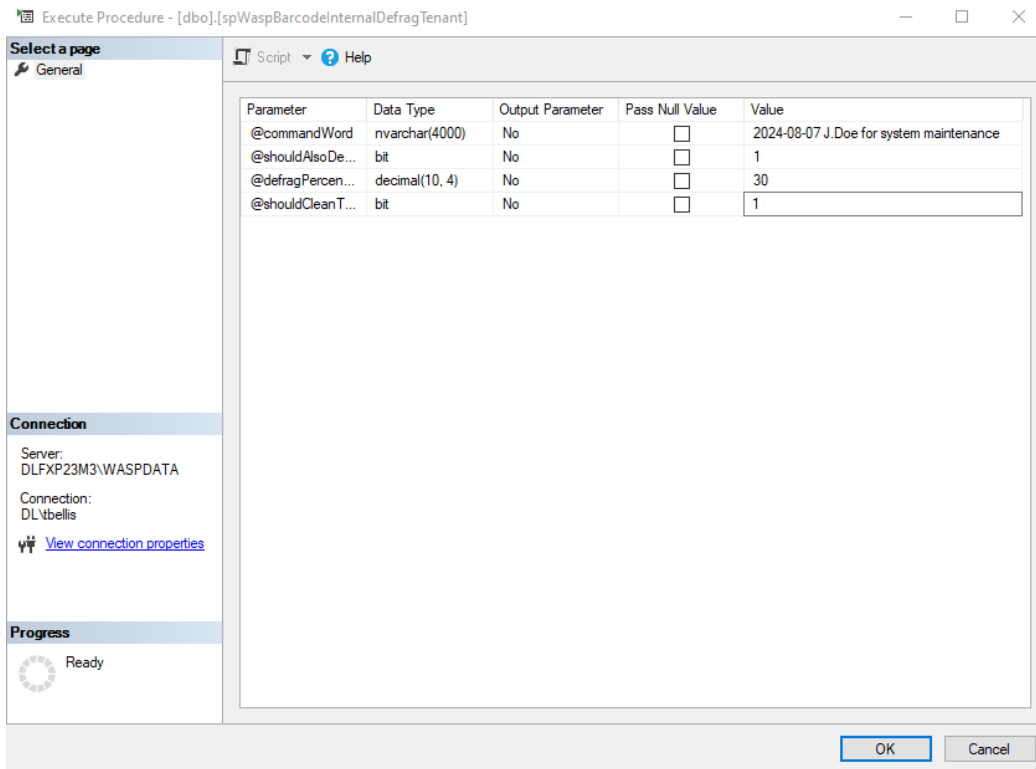 Execute Procedure - [dbo].[spWaspBarcodeInternalDefragTenant]
Select a page
General
Script
Help
Parameter Data Type Output Parameter Pass Null Value Value
@commandWord nvarchar(4000) No 2024-08-07 J.Doe for system maintenance
@shouldAlsoDe... bit No 1
@defragPercen... decimal(10, 4) No 30
@shouldCleanT... bit No 1
Connection
Server:
DLFXP23M3\WASPDATA
Connection:
DL\tbellis
View connection properties
Progress
Ready
OK Cancel